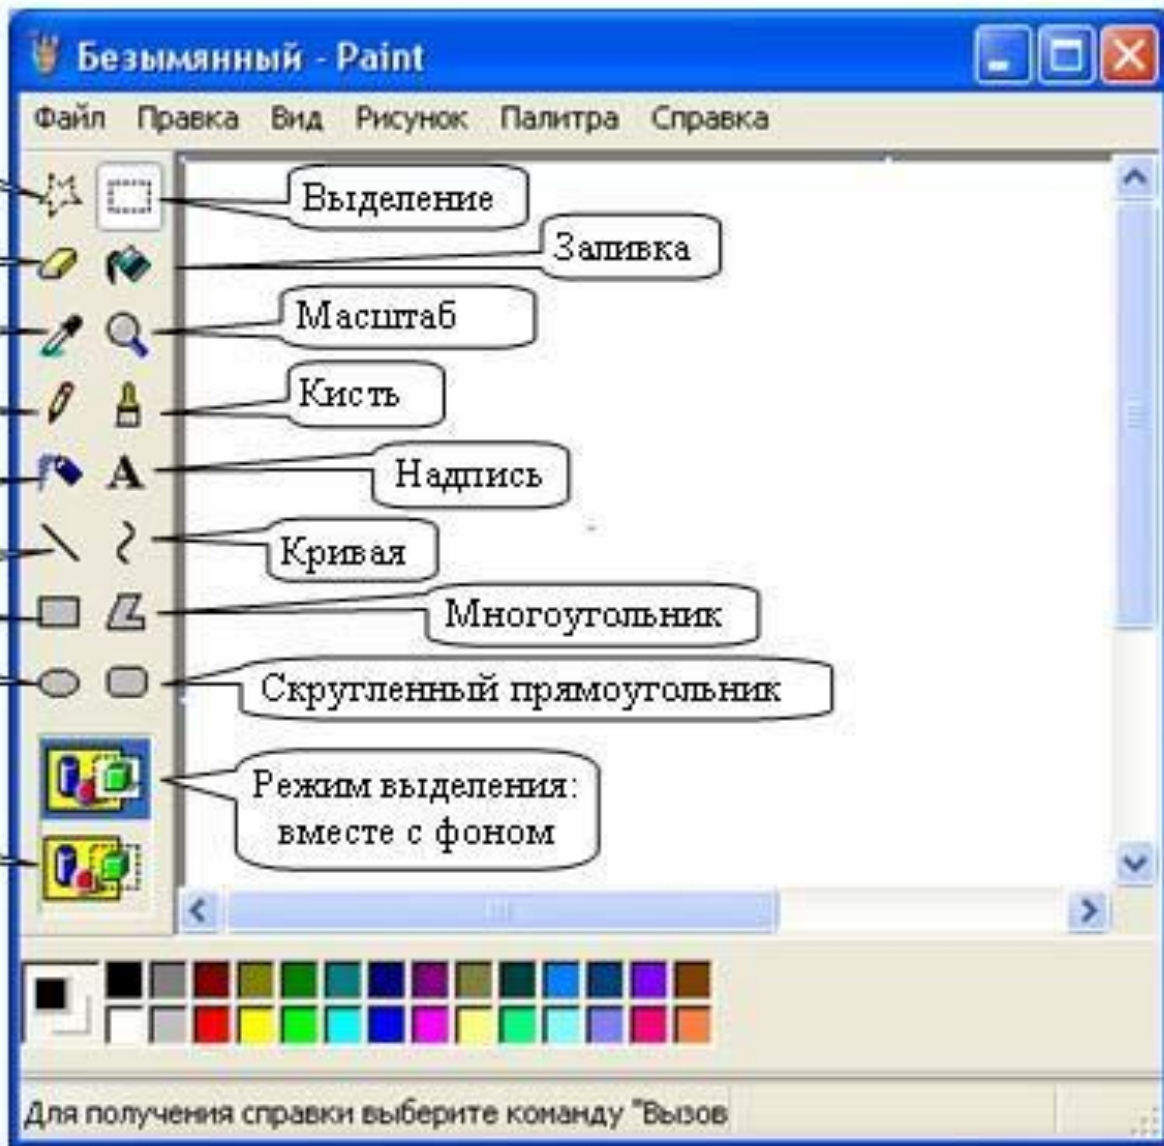 Безымянный - Paint
Файл Правка Вид Рисунок Палитра Справка
Выделение
Заливка
Масштаб
Кисть
Надпись
Кривая
Многоугольник
Скругленный прямоугольник
Режим выделения:
вместе с фоном
A
Для получения справки выберите команду "Вызов